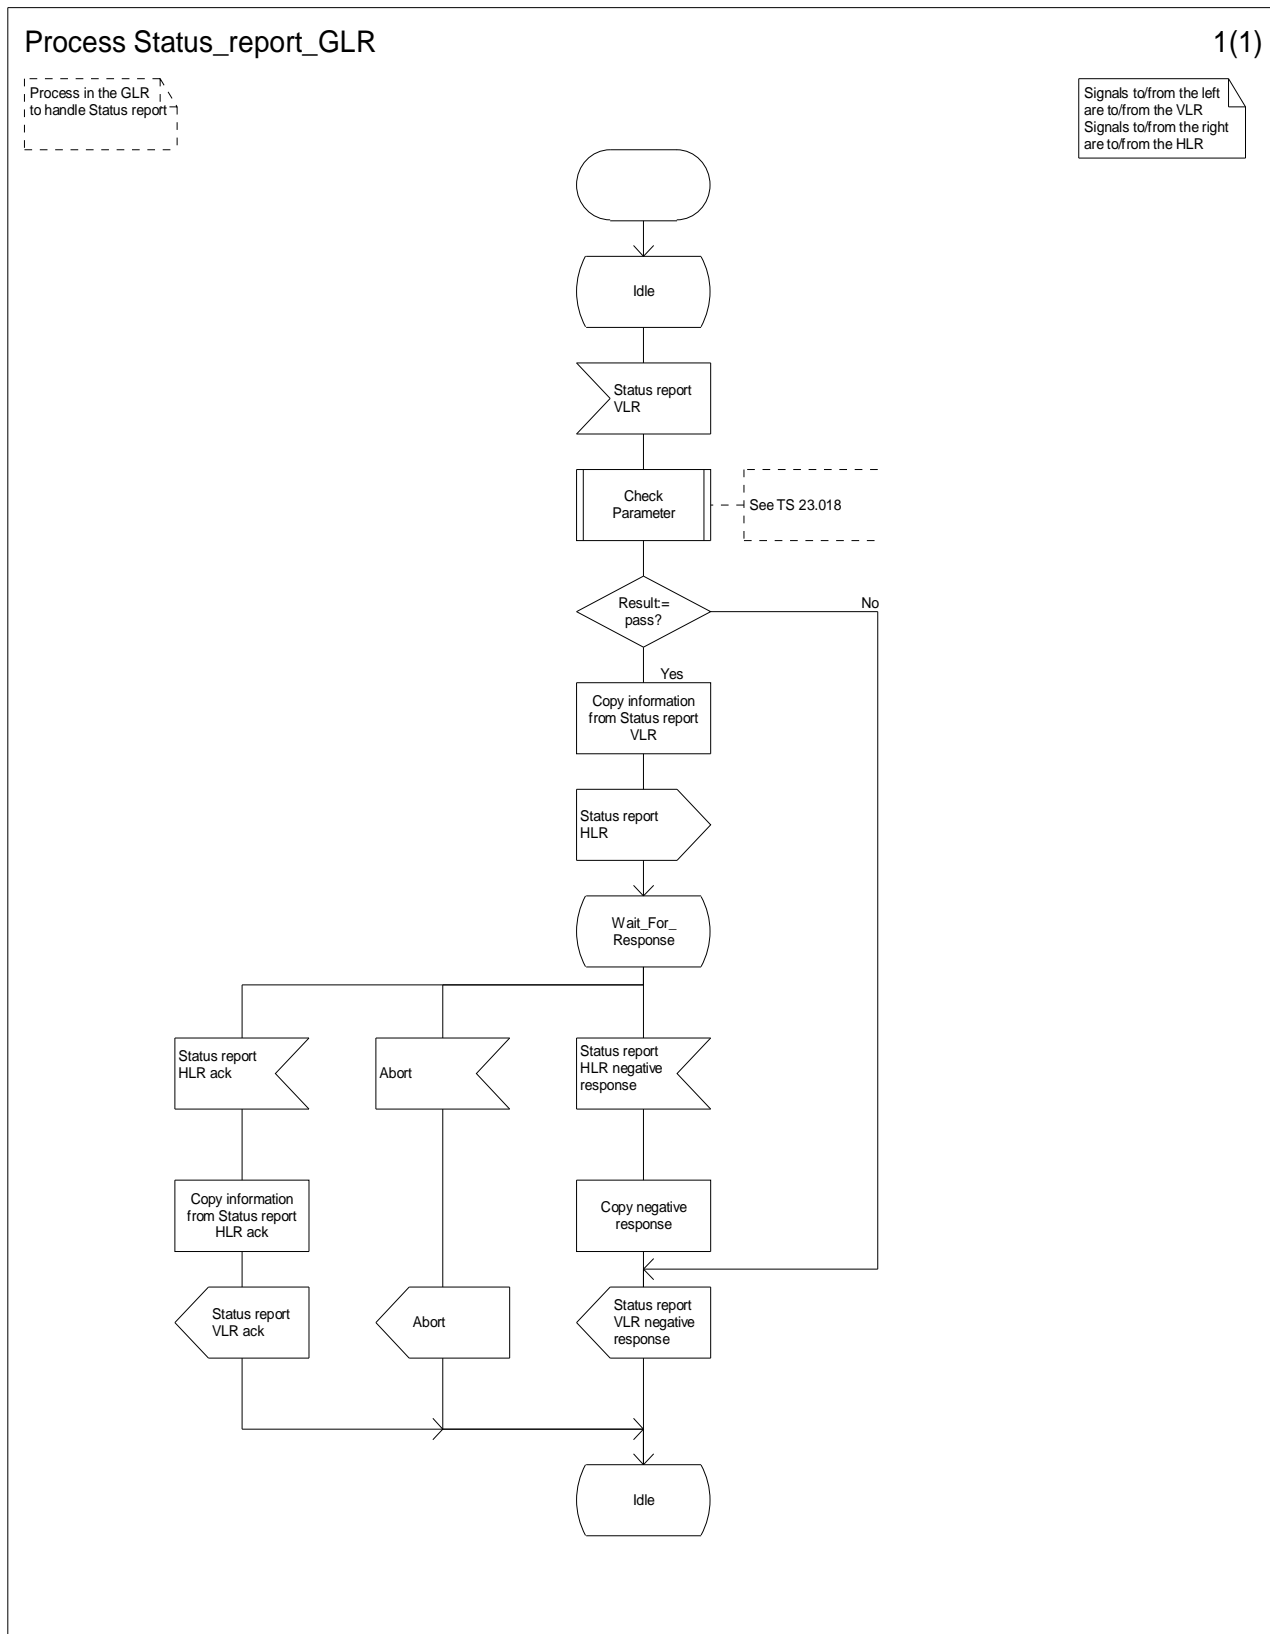 Process Status_report_GLR
1(1)
Process in the GLR
to handle Status report
Signals to/from the left
are to/from the VLR
Signals to/from the right
are to/from the HLR
Idle
Status report
VLR
Check
Parameter
See TS 23.018
Result:=
pass?
No
Yes
Copy information
from Status report
VLR
Status report
HLR
Wait_For_
Response
Status report
HLR ack
Abort
Status report
HLR negative
response
Copy information
from Status report
HLR ack
Copy negative
response
Status report
VLR ack
Abort
Status report
VLR negative
response
Idle